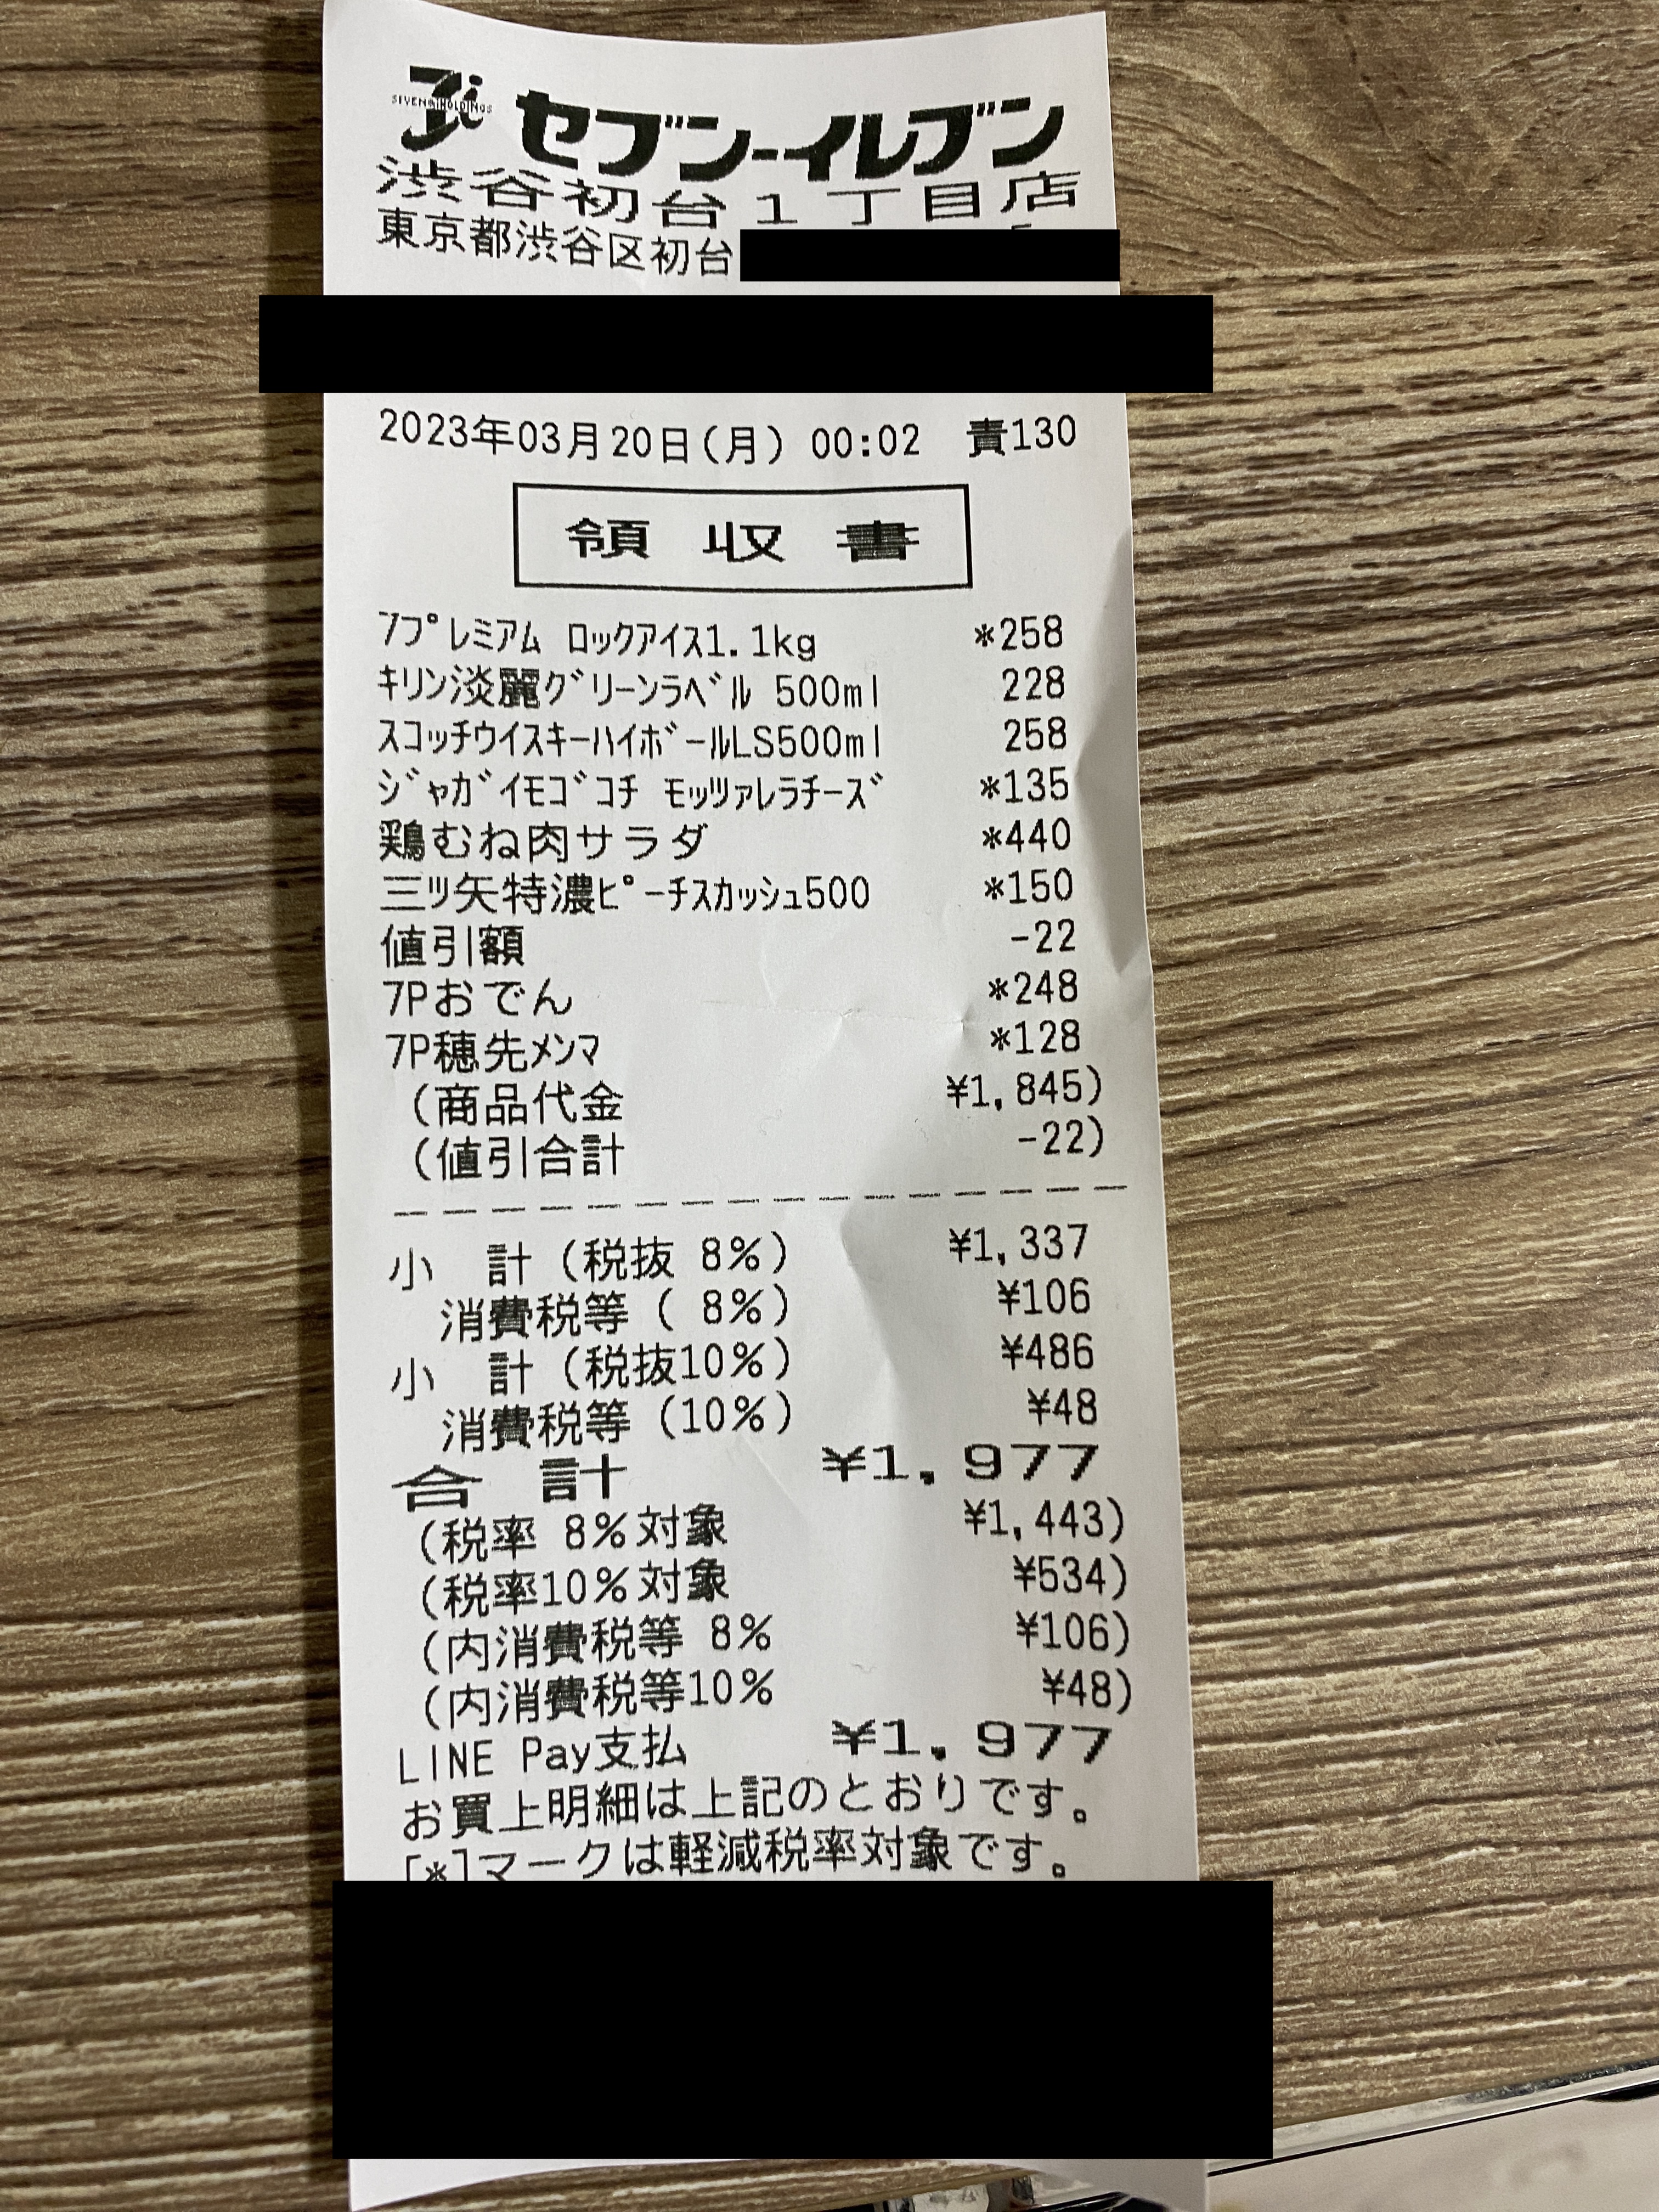 SEVEN&iHOLDINGS
セブン-イレブン
渋谷初台1丁目店
東京都渋谷区初台
2023年03月20日(月) 00:02 責130
領収書
7プレミアム ロックアイス1.1kg *258
キリン淡麗グリーンラベル 500ml 228
スコッチウイスキーハイボールLS500ml 258
ジャガイモゴコチ モッツァレラチーズ *135
鶏むね肉サラダ *440
三ツ矢特濃ピーチスカッシュ500 *150
値引額 -22
7Pおでん *248
7P穂先メンマ *128
(商品代金 ¥1,845)
(値引合計 -22)
小 計(税抜 8%) ¥1,337
消費税等( 8%) ¥106
小 計(税抜10%) ¥486
消費税等(10%) ¥48
合 計 ¥1,977
(税率 8%対象 ¥1,443)
(税率10%対象 ¥534)
(内消費税等 8% ¥106)
(内消費税等10% ¥48)
LINE Pay支払 ¥1,977
お買上明細は上記のとおりです。
[*]マークは軽減税率対象です。